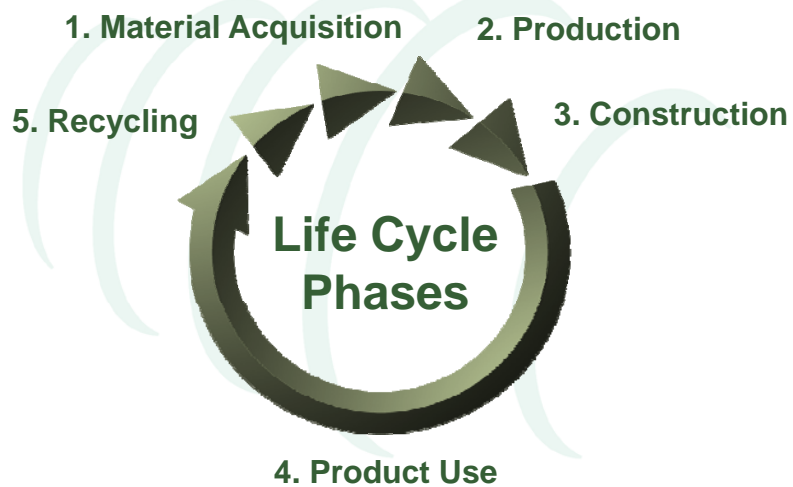 1. Material Acquisition
2. Production
5. Recycling
3. Construction
Life Cycle
Phases
4. Product Use